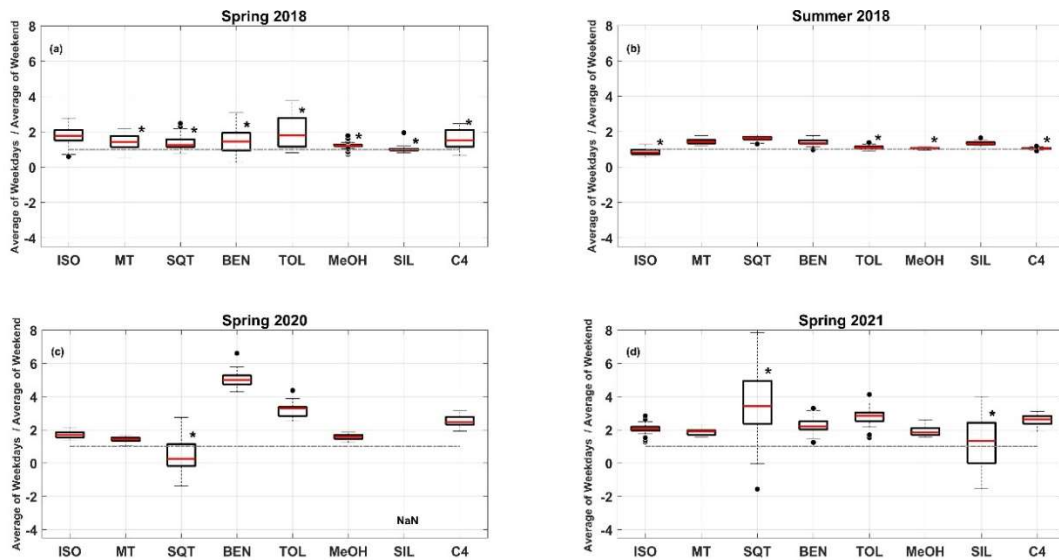 Spring 2018
Average of Weekdays / Average of Weekend
8
6
4
2
0
-2
-4
(a)
*
*
*
*
*
*
*
ISO MT SQT BEN TOL MeOH SIL C4
Summer 2018
Average of Weekdays / Average of Weekend
8
6
4
2
0
-2
-4
(b)
*
*
*
*
ISO MT SQT BEN TOL MeOH SIL C4
Spring 2020
Average of Weekdays / Average of Weekend
8
6
4
2
0
-2
-4
(c)
*
NaN
ISO MT SQT BEN TOL MeOH SIL C4
Spring 2021
Average of Weekdays / Average of Weekend
8
6
4
2
0
-2
-4
(d)
*
*
ISO MT SQT BEN TOL MeOH SIL C4